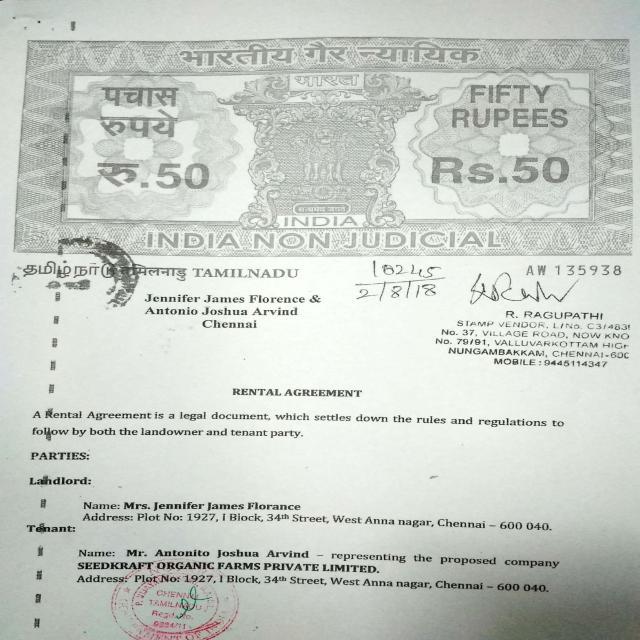 भारतीय गैर न्यायिक
भारत
पचास
रुपये
रु.50
FIFTY
RUPEES
Rs.50
सत्यमेव जयते
INDIA
INDIA NON JUDICIAL
தமிழ்நாடு तमिलनाडु TAMILNADU
18245
2/8/18
AW 135938
Jennifer James Florence &
Antonio Joshua Arvind
Chennai
R. RAGUPATHI
STAMP VENDOR, L/No. C3/4835
No. 37, VILLAGE ROAD, NOW KNO
No. 79/91, VALLUVARKOTTAM HIGH
NUNGAMBAKKAM, CHENNAI-600
MOBILE : 9445114347
RENTAL AGREEMENT
A Rental Agreement is a legal document, which settles down the rules and regulations to
follow by both the landowner and tenant party.
PARTIES:
Landlord:
Name: Mrs. Jennifer James Florance
Address: Plot No: 1927, I Block, 34th Street, West Anna nagar, Chennai – 600 040.
Tenant:
Name: Mr. Antonito Joshua Arvind – representing the proposed company
SEEDKRAFT ORGANIC FARMS PRIVATE LIMITED.
Address: Plot No: 1927, I Block, 34th Street, West Anna nagar, Chennai – 600 040.
CHENNAI
TAMILNADU
Regd. No.